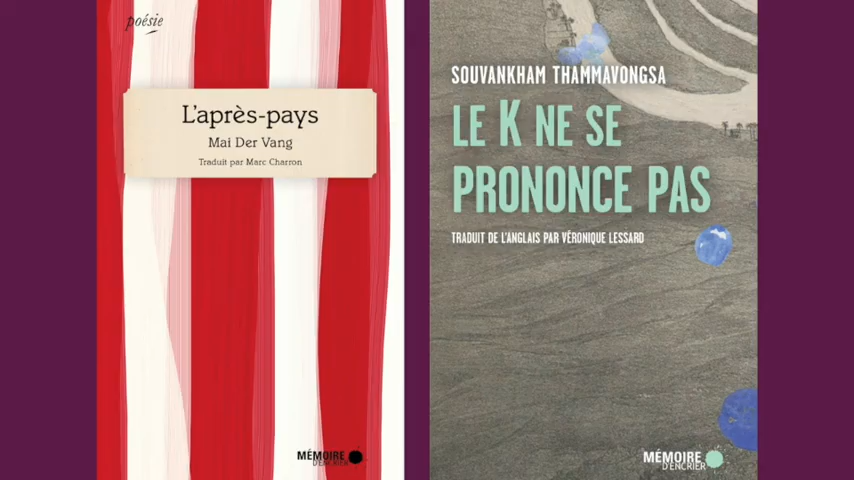 poésie
L'après-pays
Mai Der Vang
Traduit par Marc Charron
MÉMOIRE
D'ENCRIER
SOUVANKHAM THAMMAVONGSA
LE K NE SE
PRONONCE PAS
TRADUIT DE L'ANGLAIS PAR VÉRONIQUE LESSARD
MÉMOIRE
D'ENCRIER